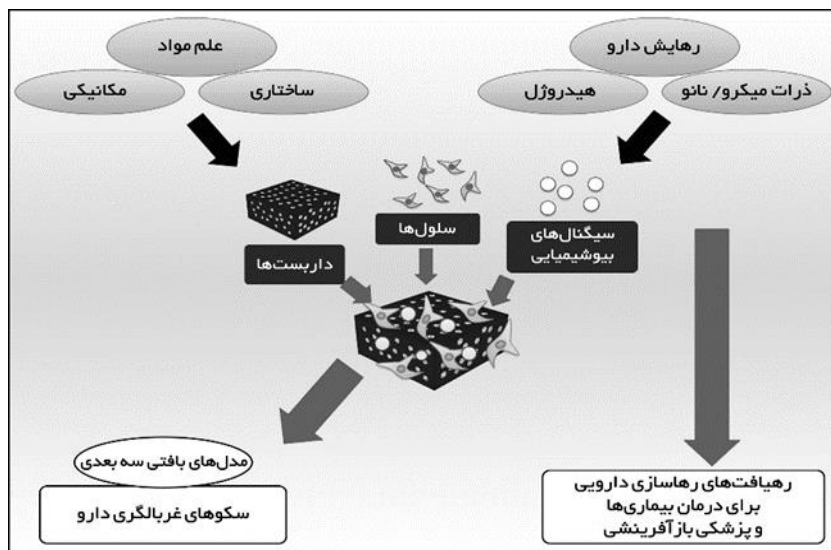 رهایش دارو
ذرات میکرو/ نانو
هیدروژل
علم مواد
ساختاری
مکانیکی
سیگنال‌های
بیوشیمیایی
سلول‌ها
داربست‌ها
رهیافت‌های رهاسازی دارویی
برای درمان بیماری‌ها
و پزشکی بازآفرینشی
مدل‌های بافتی سه بعدی
سکوهای غربالگری دارو